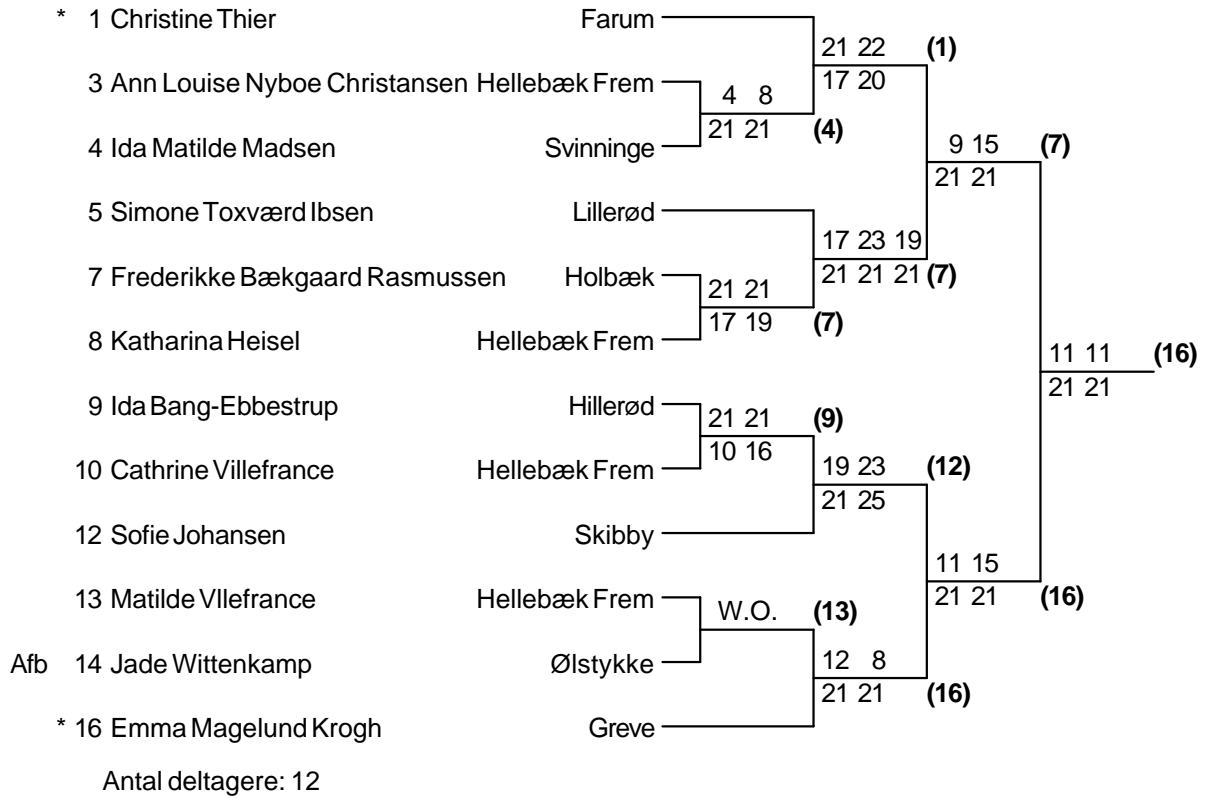 * 1 Christine Thier Farum
21 22 (1)
3 Ann Louise Nyboe Christansen Hellebæk Frem
17 20
4 8
21 21 (4)
4 Ida Matilde Madsen Svinninge
9 15 (7)
21 21
5 Simone Toxværd Ibsen Lillerød
17 23 19
7 Frederikke Bækgaard Rasmussen Holbæk
21 21 21 (7)
21 21
17 19 (7)
8 Katharina Heisel Hellebæk Frem
11 11 (16)
21 21
9 Ida Bang-Ebbestrup Hillerød
21 21 (9)
10 16
10 Cathrine Villefrance Hellebæk Frem
19 23 (12)
21 25
12 Sofie Johansen Skibby
11 15
21 21 (16)
13 Matilde Vllefrance Hellebæk Frem
W.O. (13)
Afb 14 Jade Wittenkamp Ølstykke
12 8
21 21 (16)
* 16 Emma Magelund Krogh Greve
Antal deltagere: 12